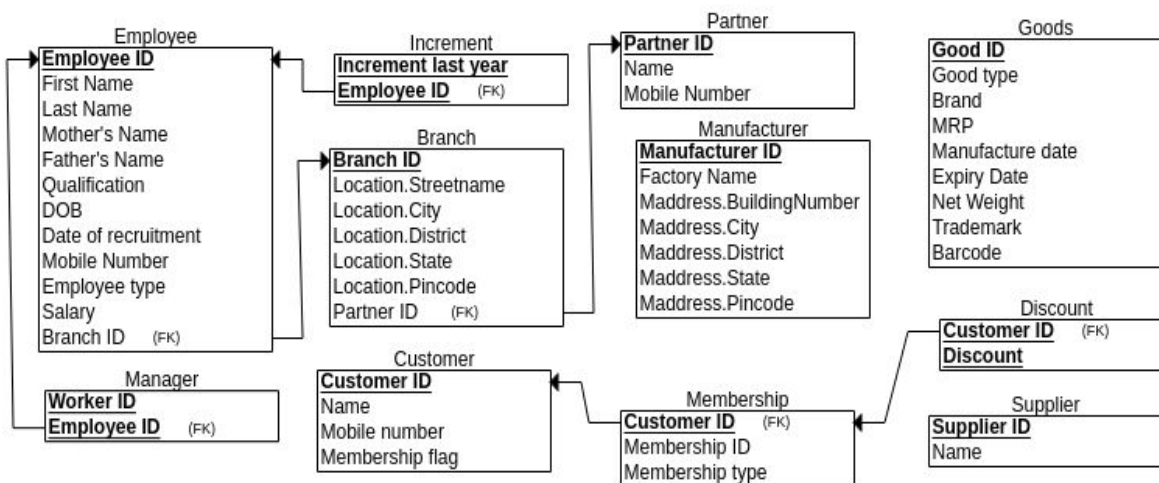 Employee
Employee ID
First Name
Last Name
Mother's Name
Father's Name
Qualification
DOB
Date of recruitment
Mobile Number
Employee type
Salary
Branch ID (FK)
Manager
Worker ID
Employee ID (FK)
Increment
Increment last year
Employee ID (FK)
Branch
Branch ID
Location.Streetname
Location.City
Location.District
Location.State
Location.Pincode
Partner ID (FK)
Customer
Customer ID
Name
Mobile number
Membership flag
Partner
Partner ID
Name
Mobile Number
Manufacturer
Manufacturer ID
Factory Name
Maddress.BuildingNumber
Maddress.City
Maddress.District
Maddress.State
Maddress.Pincode
Membership
Customer ID (FK)
Membership ID
Membership type
Goods
Good ID
Good type
Brand
MRP
Manufacture date
Expiry Date
Net Weight
Trademark
Barcode
Discount
Customer ID (FK)
Discount
Supplier
Supplier ID
Name